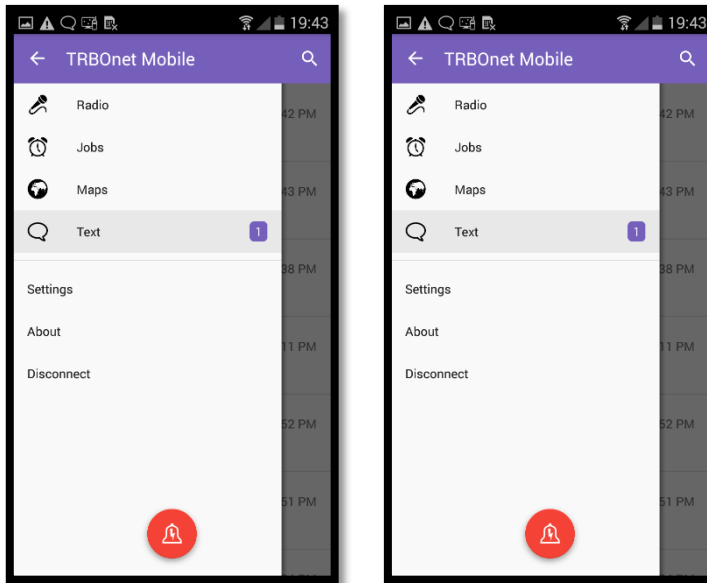 19:43
TRBOnet Mobile
Radio
42 PM
Jobs
Maps
43 PM
Text 1
38 PM
Settings
About
11 PM
Disconnect
52 PM
51 PM
19:43
TRBOnet Mobile
Radio
42 PM
Jobs
Maps
43 PM
Text 1
38 PM
Settings
About
11 PM
Disconnect
52 PM
51 PM